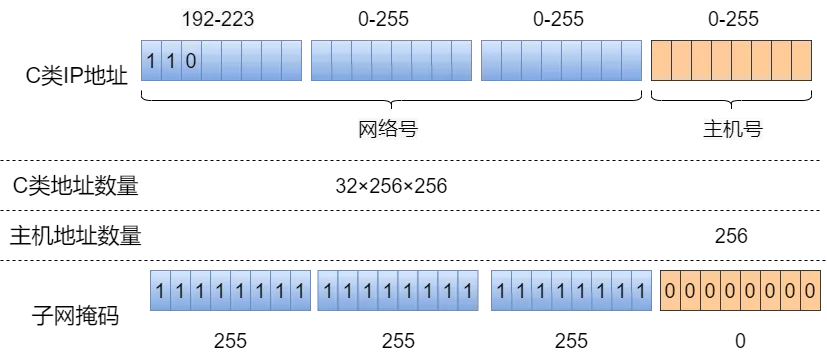 192-223 0-255 0-255 0-255
C类IP地址 1 1 0
网络号 主机号
C类地址数量 32×256×256
主机地址数量 256
子网掩码 1 1 1 1 1 1 1 1 1 1 1 1 1 1 1 1 1 1 1 1 1 1 1 1 0 0 0 0 0 0 0 0
255 255 255 0